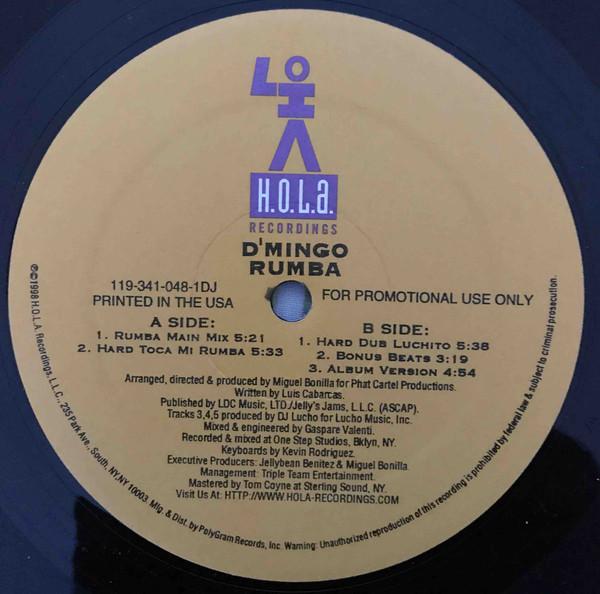 H.O.L.a.
RECORDINGS
D'MINGO
RUMBA
119-341-048-1DJ
PRINTED IN THE USA
FOR PROMOTIONAL USE ONLY
A SIDE:
1. RUMBA MAIN MIX 5:21
2. HARD TOCA MI RUMBA 5:33
B SIDE:
1. HARD DUB LUCHITO 5:38
2. BONUS BEATS 3:19
3. ALBUM VERSION 4:54
Arranged, directed & produced by Miguel Bonilla for Phat Cartel Productions.
Written by Luis Cabarcas.
Published by LDC Music, LTD./Jelly's Jams, L.L.C. (ASCAP).
Tracks 3,4,5 produced by DJ Lucho for Lucho Music, Inc.
Mixed & engineered by Gaspare Valenti.
Recorded & mixed at One Step Studios, Bklyn, NY.
Keyboards by Kevin Rodriguez.
Executive Producers: Jellybean Benitez & Miguel Bonilla.
Management: Triple Team Entertainment.
Mastered by Tom Coyne at Sterling Sound, NY.
Visit Us At: HTTP://WWW.HOLA-RECORDINGS.COM
℗©1998 H.O.L.A. Recordings, L.L.C., 235 Park Ave., South, NY, NY 10003. Mfg. & Dist. by PolyGram Records, Inc. Warning: Unauthorized reproduction of this recording is prohibited by federal law & subject to criminal prosecution.